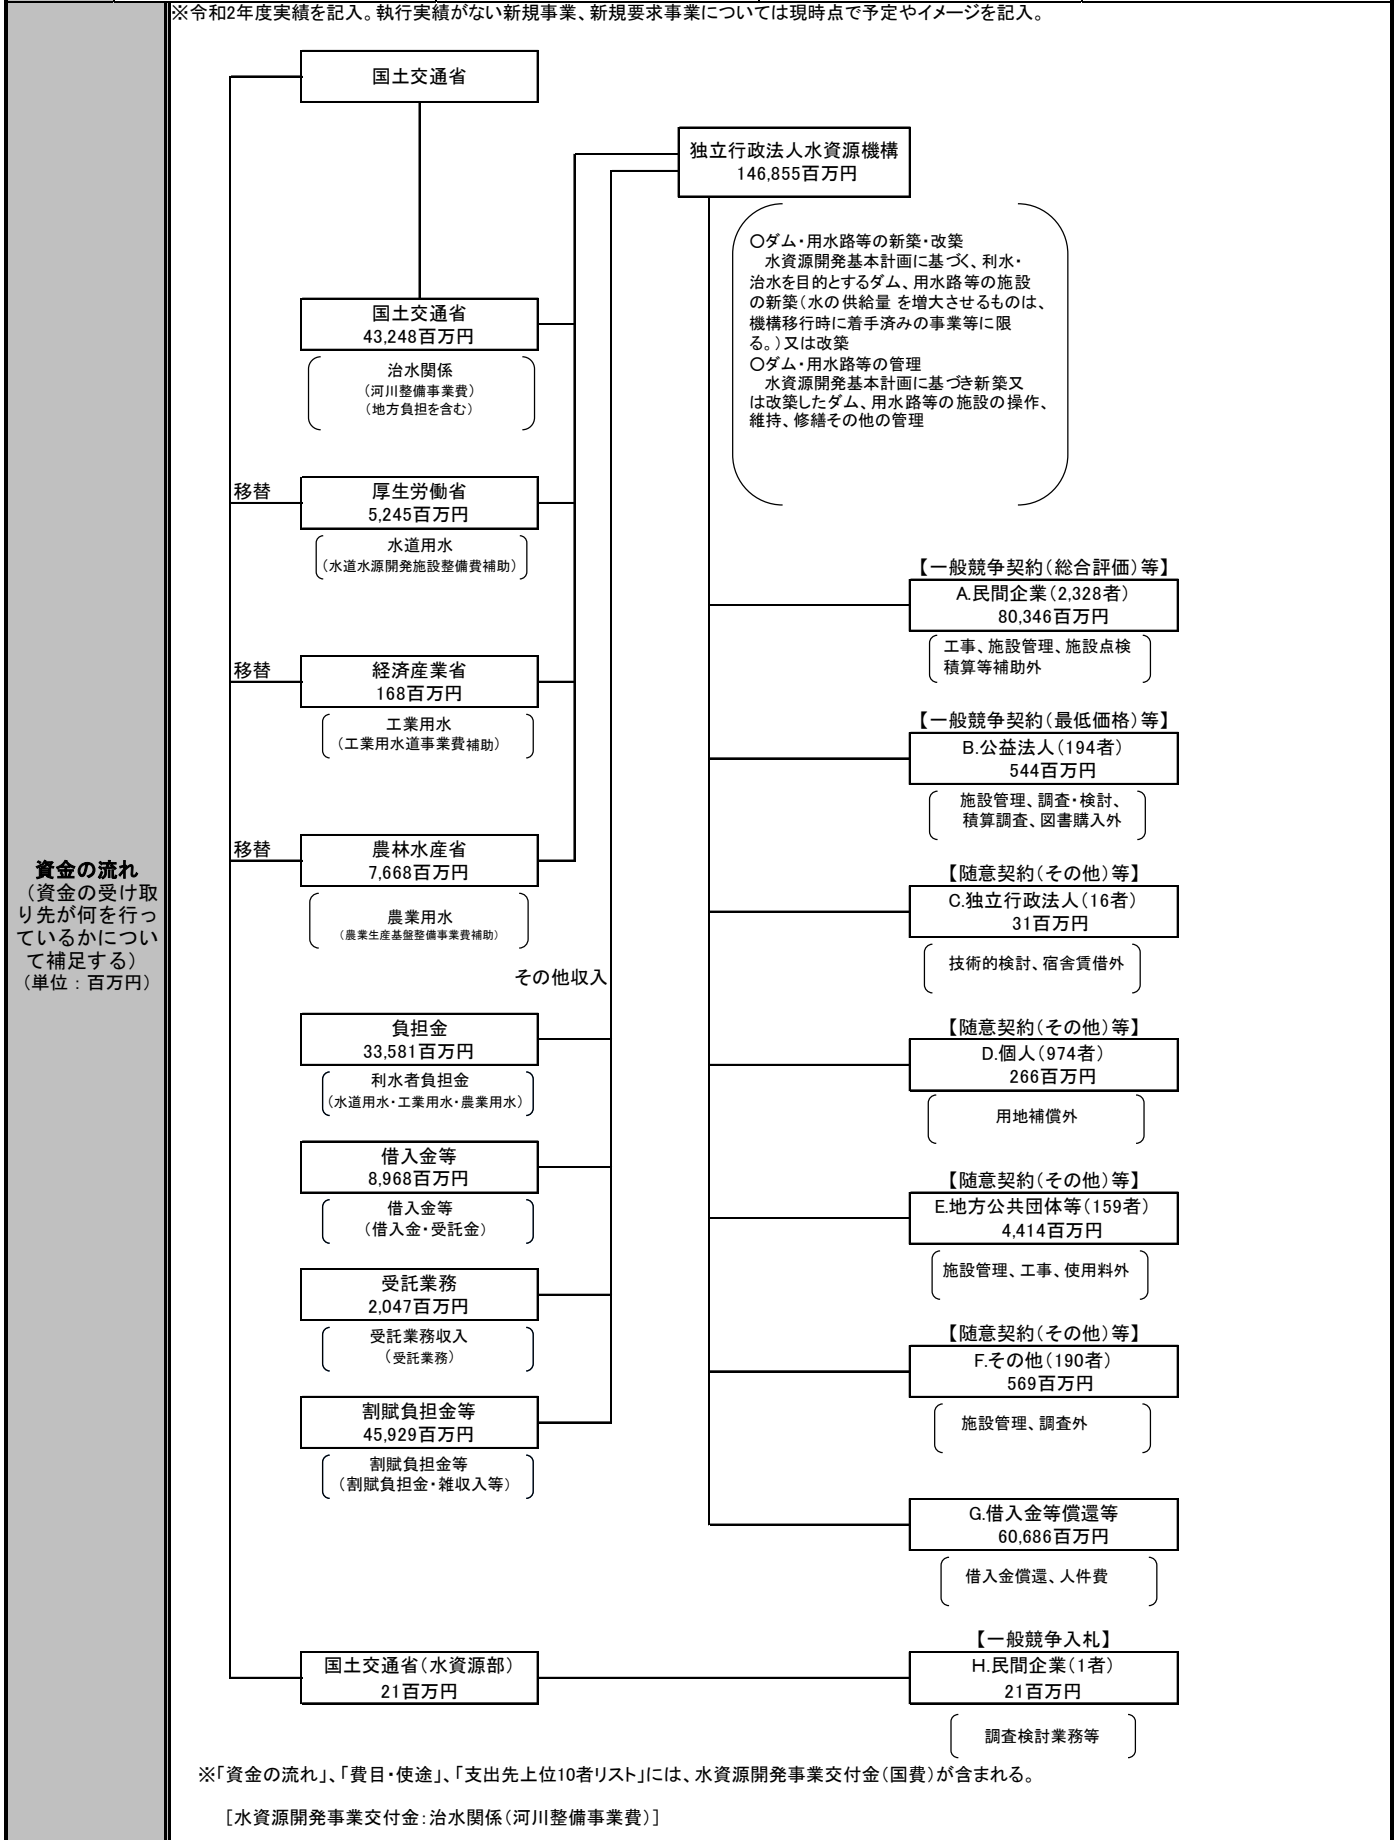 ※令和2年度実績を記入。執行実績がない新規事業、新規要求事業については現時点で予定やイメージを記入。
資金の流れ
（資金の受け取
り先が何を行っ
ているかについ
て補足する）
（単位：百万円）
国土交通省
独立行政法人水資源機構
146,855百万円
○ダム・用水路等の新築・改築
水資源開発基本計画に基づく、利水・
治水を目的とするダム、用水路等の施設
の新築（水の供給量 を増大させるものは、
機構移行時に着手済みの事業等に限
る。）又は改築
○ダム・用水路等の管理
水資源開発基本計画に基づき新築又
は改築したダム、用水路等の施設の操作、
維持、修繕その他の管理
国土交通省
43,248百万円
治水関係
（河川整備事業費）
（地方負担を含む）
移替
厚生労働省
5,245百万円
水道用水
（水道水源開発施設整備費補助）
移替
経済産業省
168百万円
工業用水
（工業用水道事業費補助）
移替
農林水産省
7,668百万円
農業用水
（農業生産基盤整備事業費補助）
その他収入
負担金
33,581百万円
利水者負担金
（水道用水・工業用水・農業用水）
借入金等
8,968百万円
借入金等
（借入金・受託金）
受託業務
2,047百万円
受託業務収入
（受託業務）
割賦負担金等
45,929百万円
割賦負担金等
（割賦負担金・雑収入等）
【一般競争契約（総合評価）等】
A.民間企業（2,328者）
80,346百万円
工事、施設管理、施設点検
積算等補助外
【一般競争契約（最低価格）等】
B.公益法人（194者）
544百万円
施設管理、調査・検討、
積算調査、図書購入外
【随意契約（その他）等】
C.独立行政法人（16者）
31百万円
技術的検討、宿舎賃借外
【随意契約（その他）等】
D.個人（974者）
266百万円
用地補償外
【随意契約（その他）等】
E.地方公共団体等（159者）
4,414百万円
施設管理、工事、使用料外
【随意契約（その他）等】
F.その他（190者）
569百万円
施設管理、調査外
G.借入金等償還等
60,686百万円
借入金償還、人件費
国土交通省（水資源部）
21百万円
【一般競争入札】
H.民間企業（1者）
21百万円
調査検討業務等
※「資金の流れ」、「費目・使途」、「支出先上位10者リスト」には、水資源開発事業交付金（国費）が含まれる。
［水資源開発事業交付金：治水関係（河川整備事業費）］